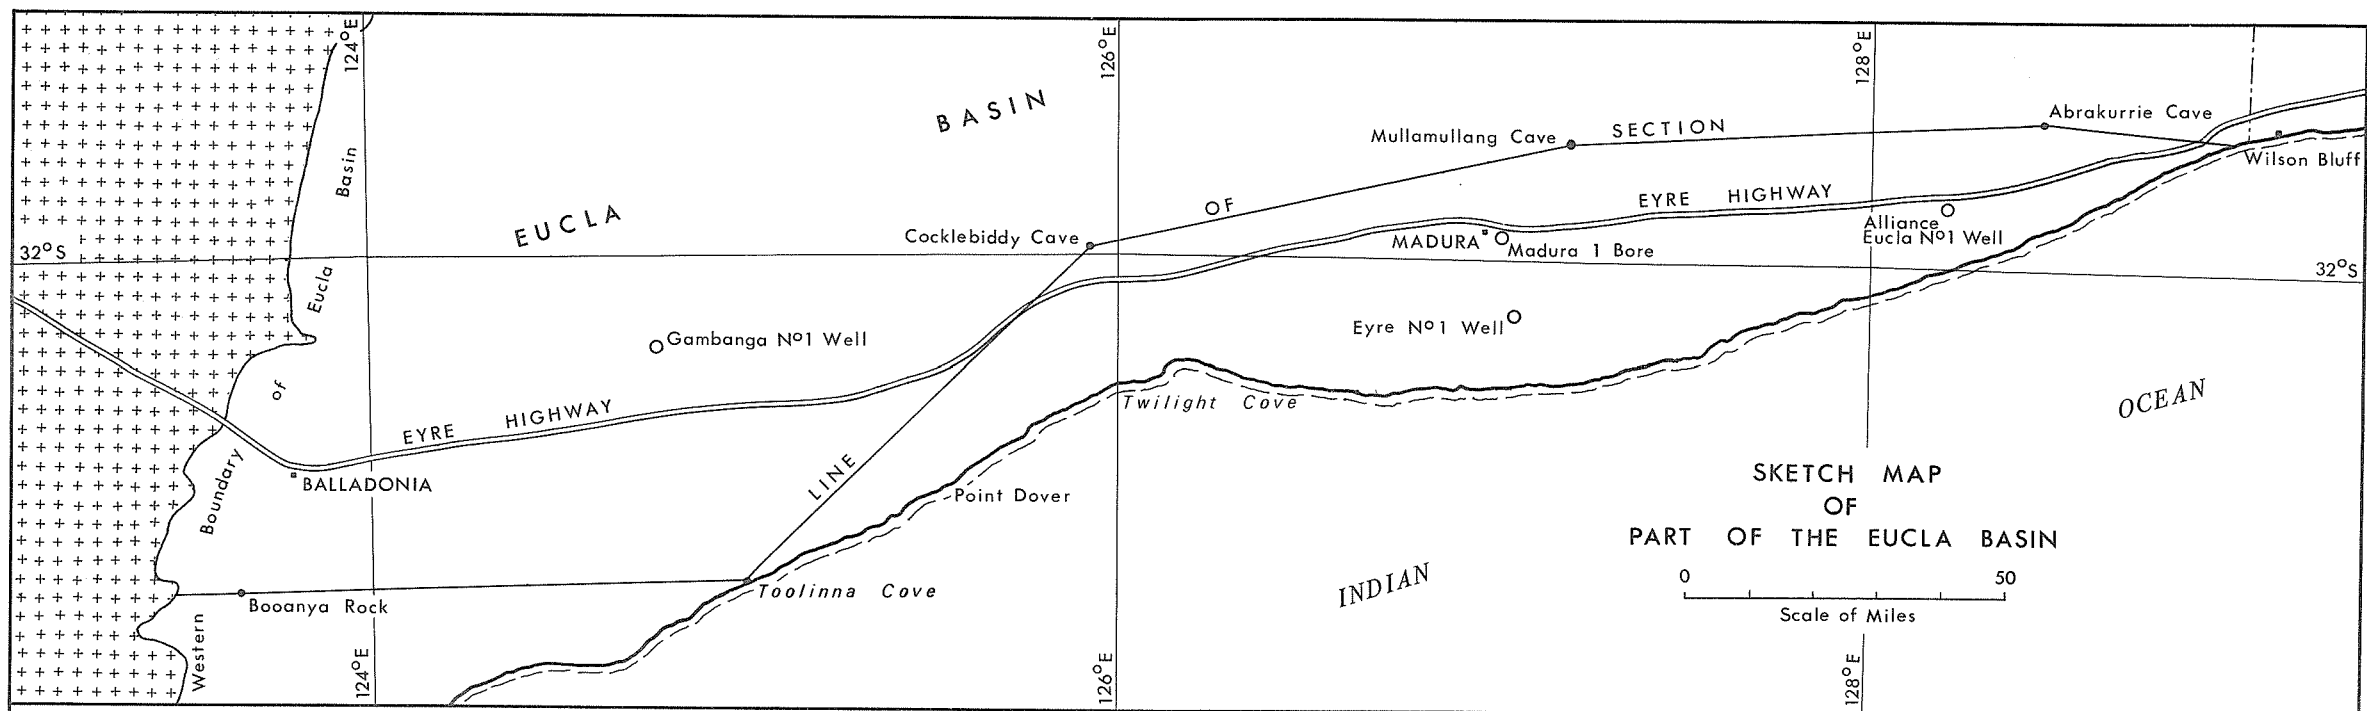 124°E
126°E
128°E
EUCLA BASIN
Abrakurrie Cave
Mullamullang Cave
Wilson Bluff
LINE OF SECTION
EYRE HIGHWAY
Cocklebiddy Cave
MADURA
Madura 1 Bore
Alliance
Eucla No1 Well
32°S
32°S
Gambanga No1 Well
Eyre No1 Well
Twilight Cove
EYRE HIGHWAY
BALLADONIA
Point Dover
Toolinna Cove
Booanya Rock
Western Boundary of Eucla Basin
INDIAN OCEAN
SKETCH MAP
OF
PART OF THE EUCLA BASIN
0 50
Scale of Miles
124°E
126°E
128°E